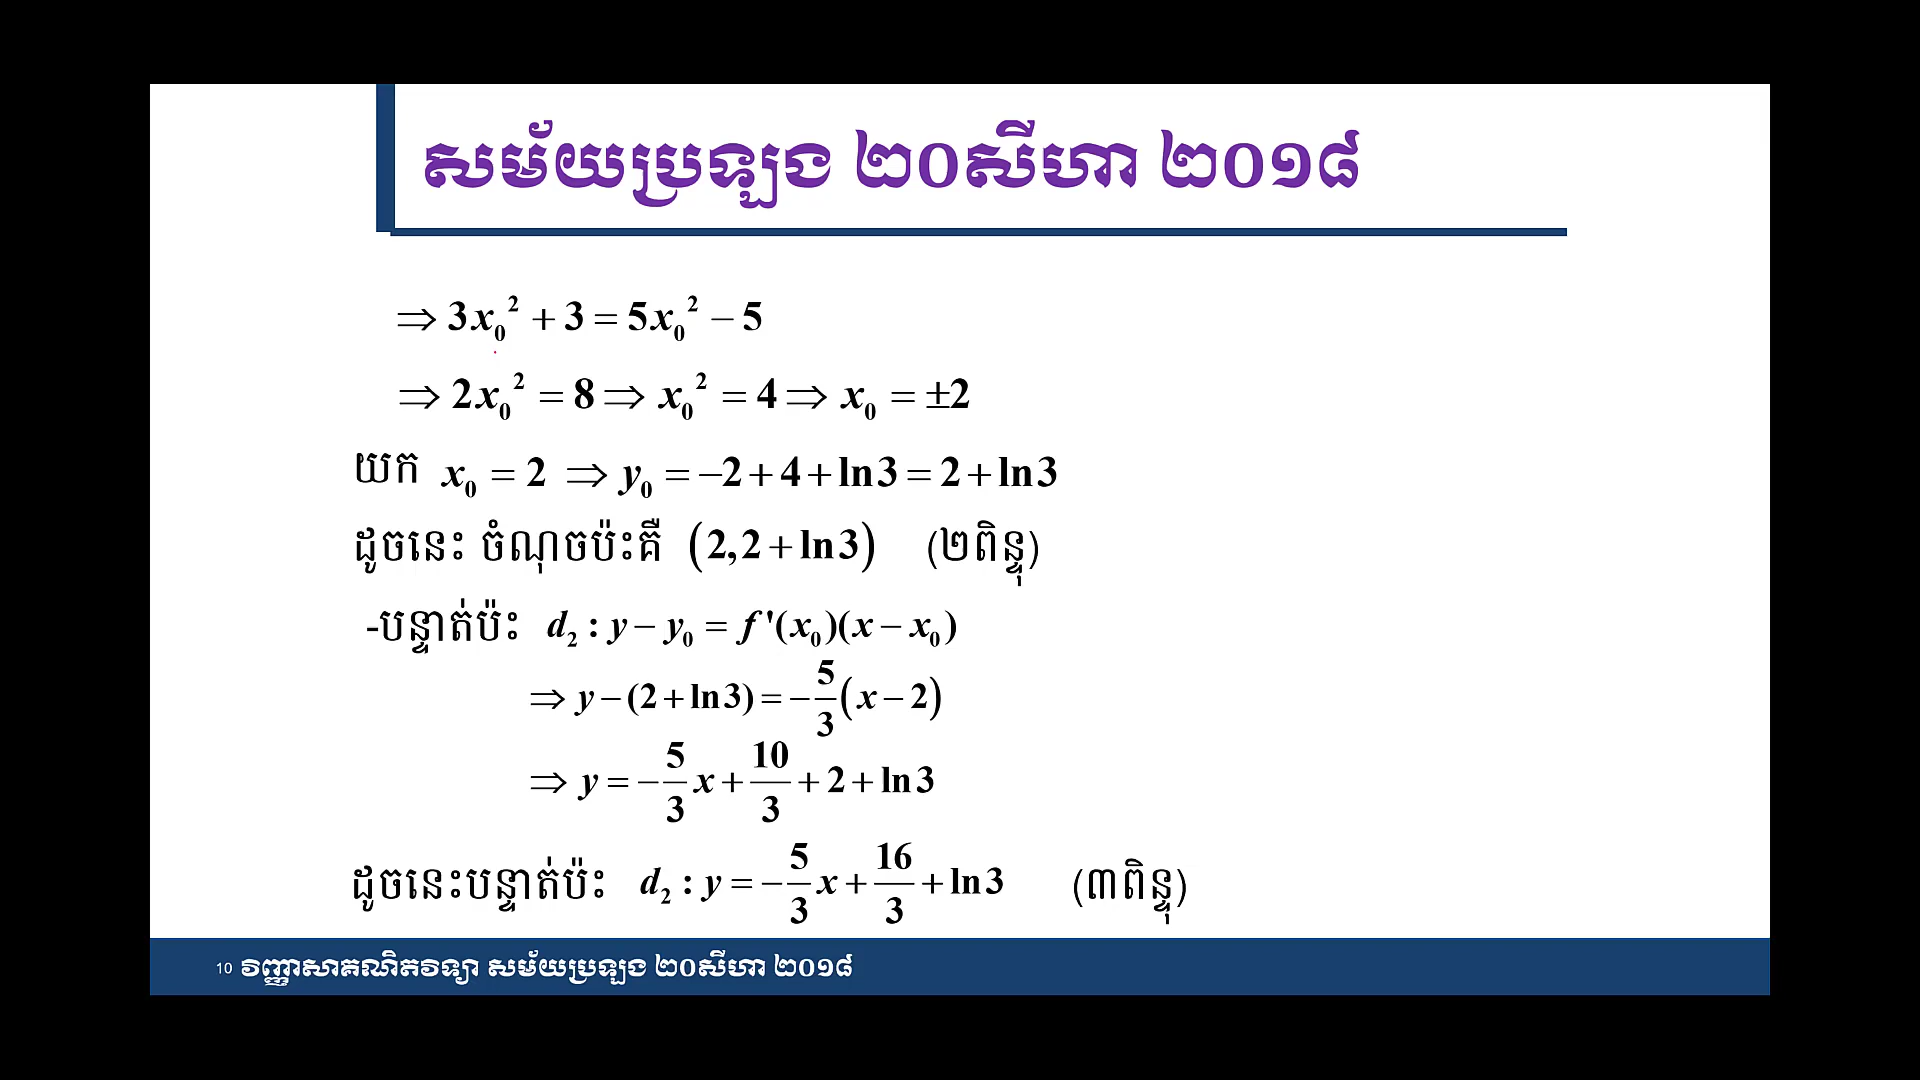 សម័យប្រឡង ២០សីហា ២០១៨
⇒ 3x₀² + 3 = 5x₀² − 5
⇒ 2x₀² = 8 ⇒ x₀² = 4 ⇒ x₀ = ±2
យក x₀ = 2 ⇒ y₀ = −2 + 4 + ln3 = 2 + ln3
ដូចនេះ ចំណុចប៉ះគឺ (2,2 + ln3) (២ពិន្ទុ)
-បន្ទាត់ប៉ះ d₂ : y − y₀ = f '(x₀)(x − x₀)
⇒ y − (2 + ln3) = −5/3 (x − 2)
⇒ y = −5/3 x + 10/3 + 2 + ln3
ដូចនេះបន្ទាត់ប៉ះ d₂ : y = −5/3 x + 16/3 + ln3 (៣ពិន្ទុ)
10 វិញ្ញាសាគណិតវិទ្យា សម័យប្រឡង ២០សីហា ២០១៨